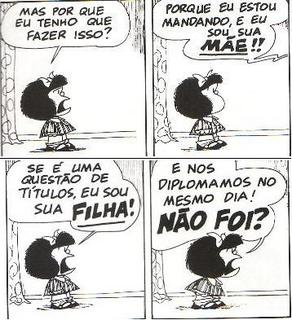 MAS POR QUE
EU TENHO QUE
FAZER ISSO?
PORQUE EU ESTOU
MANDANDO, E EU
SOU SUA
MÃE!!
SE É UMA
QUESTÃO DE
TÍTULOS, EU SOU
SUA FILHA!
E NOS
DIPLOMAMOS NO
MESMO DIA!
NÃO FOI?